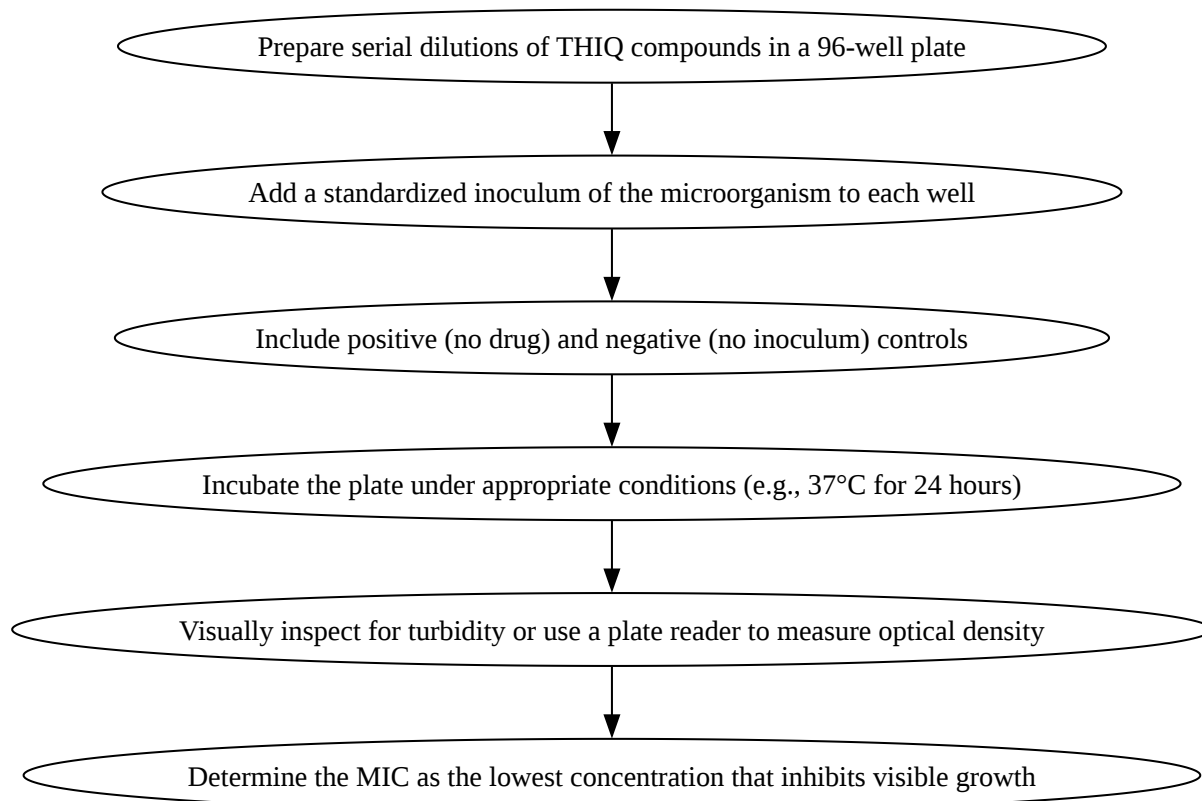 Prepare serial dilutions of THIQ compounds in a 96-well plate
Add a standardized inoculum of the microorganism to each well
Include positive (no drug) and negative (no inoculum) controls
Incubate the plate under appropriate conditions (e.g., 37°C for 24 hours)
Visually inspect for turbidity or use a plate reader to measure optical density
Determine the MIC as the lowest concentration that inhibits visible growth